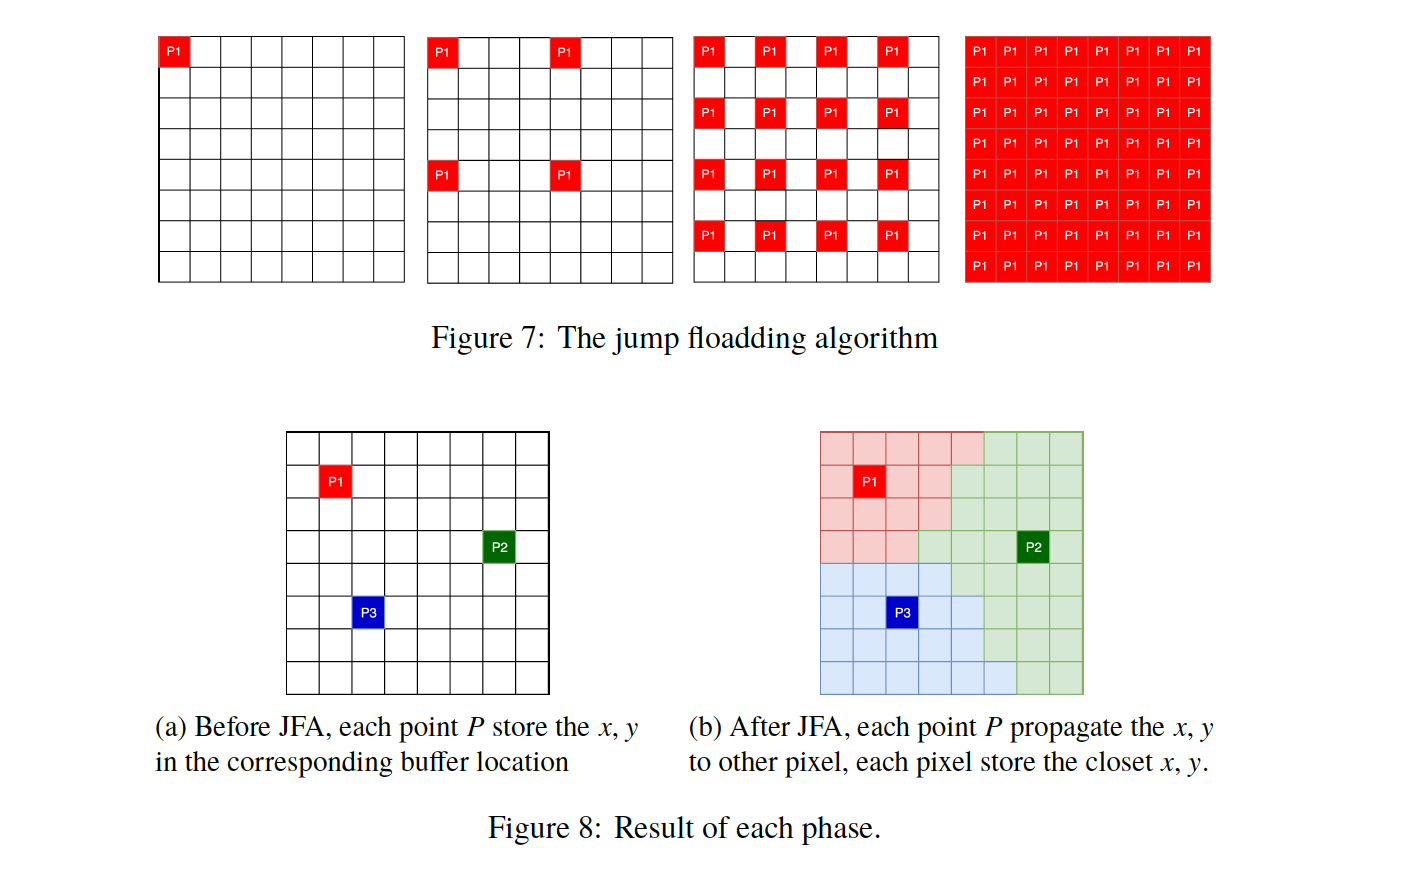 P1
P1 P1
P1 P1
P1 P1 P1 P1
P1 P1 P1 P1
P1 P1 P1 P1
P1 P1 P1 P1
P1 P1 P1 P1 P1 P1 P1 P1
P1 P1 P1 P1 P1 P1 P1 P1
P1 P1 P1 P1 P1 P1 P1 P1
P1 P1 P1 P1 P1 P1 P1 P1
P1 P1 P1 P1 P1 P1 P1 P1
P1 P1 P1 P1 P1 P1 P1 P1
P1 P1 P1 P1 P1 P1 P1 P1
P1 P1 P1 P1 P1 P1 P1 P1
Figure 7: The jump floadding algorithm
P1
P2
P3
(a) Before JFA, each point P store the x, y
in the corresponding buffer location
P1
P2
P3
(b) After JFA, each point P propagate the x, y
to other pixel, each pixel store the closet x, y.
Figure 8: Result of each phase.